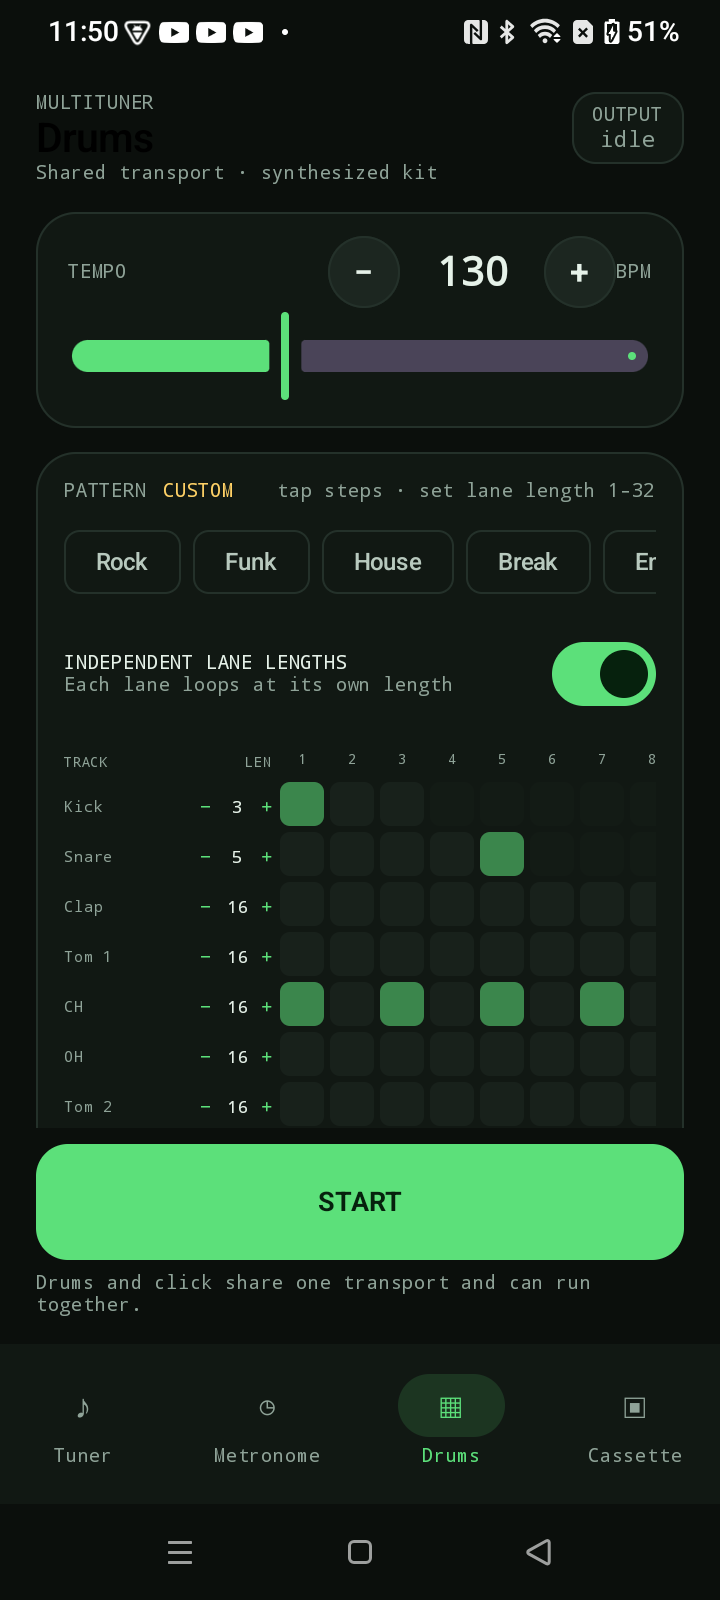 11:50 51%
MULTITUNER
Drums
Shared transport · synthesized kit
OUTPUT
idle
TEMPO − 130 + BPM
PATTERN CUSTOM tap steps · set lane length 1-32
Rock Funk House Break En
INDEPENDENT LANE LENGTHS
Each lane loops at its own length
TRACK LEN 1 2 3 4 5 6 7 8
Kick − 3 +
Snare − 5 +
Clap − 16 +
Tom 1 − 16 +
CH − 16 +
OH − 16 +
Tom 2 − 16 +
START
Drums and click share one transport and can run
together.
Tuner Metronome Drums Cassette